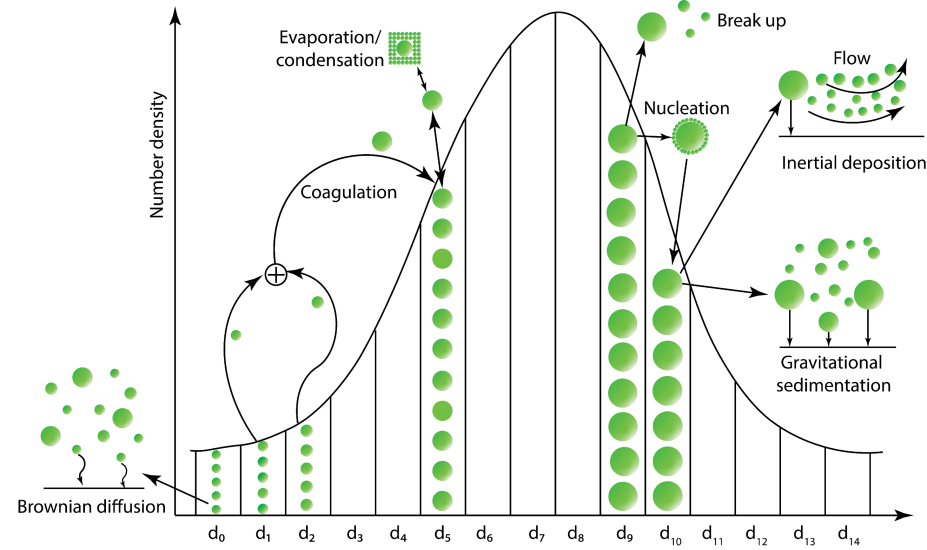 Break up
Evaporation/
condensation
Flow
Nucleation
Number density
Inertial deposition
Coagulation
+
Gravitational
sedimentation
Brownian diffusion
d0 d1 d2 d3 d4 d5 d6 d7 d8 d9 d10 d11 d12 d13 d14